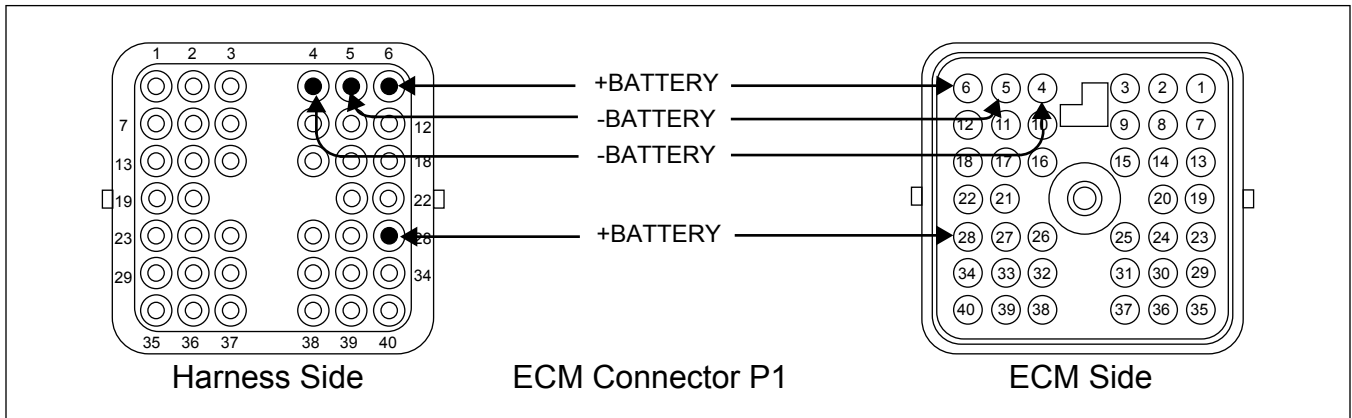 1 2 3 4 5 6
7 12
13 18
19 22
23 28
29 34
35 36 37 38 39 40
Harness Side
+BATTERY
-BATTERY
-BATTERY
+BATTERY
ECM Connector P1
6 5 4 3 2 1
12 11 10 9 8 7
18 17 16 15 14 13
22 21 20 19
28 27 26 25 24 23
34 33 32 31 30 29
40 39 38 37 36 35
ECM Side